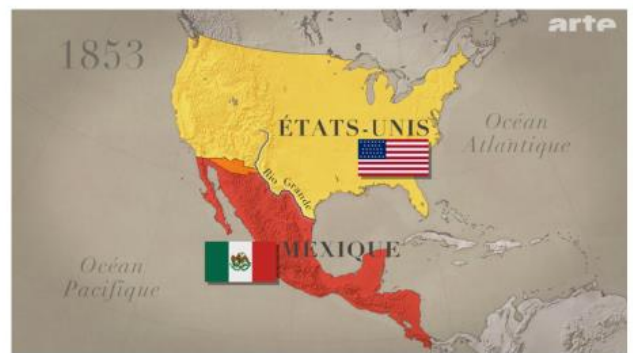 arte
1853
ÉTATS-UNIS
Océan
Atlantique
Rio Grande
MEXIQUE
Océan
Pacifique